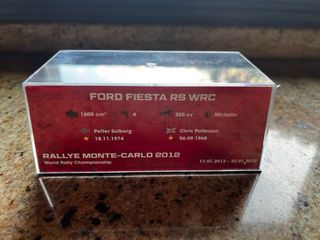 FORD FIESTA RS WRC
1600 cm³ 4 300 cv Michelin
Petter Solberg Chris Patterson
18.11.1974 06.09.1968
RALLYE MONTE-CARLO 2012
World Rally Championship 17.01.2012 - 22.01.2012